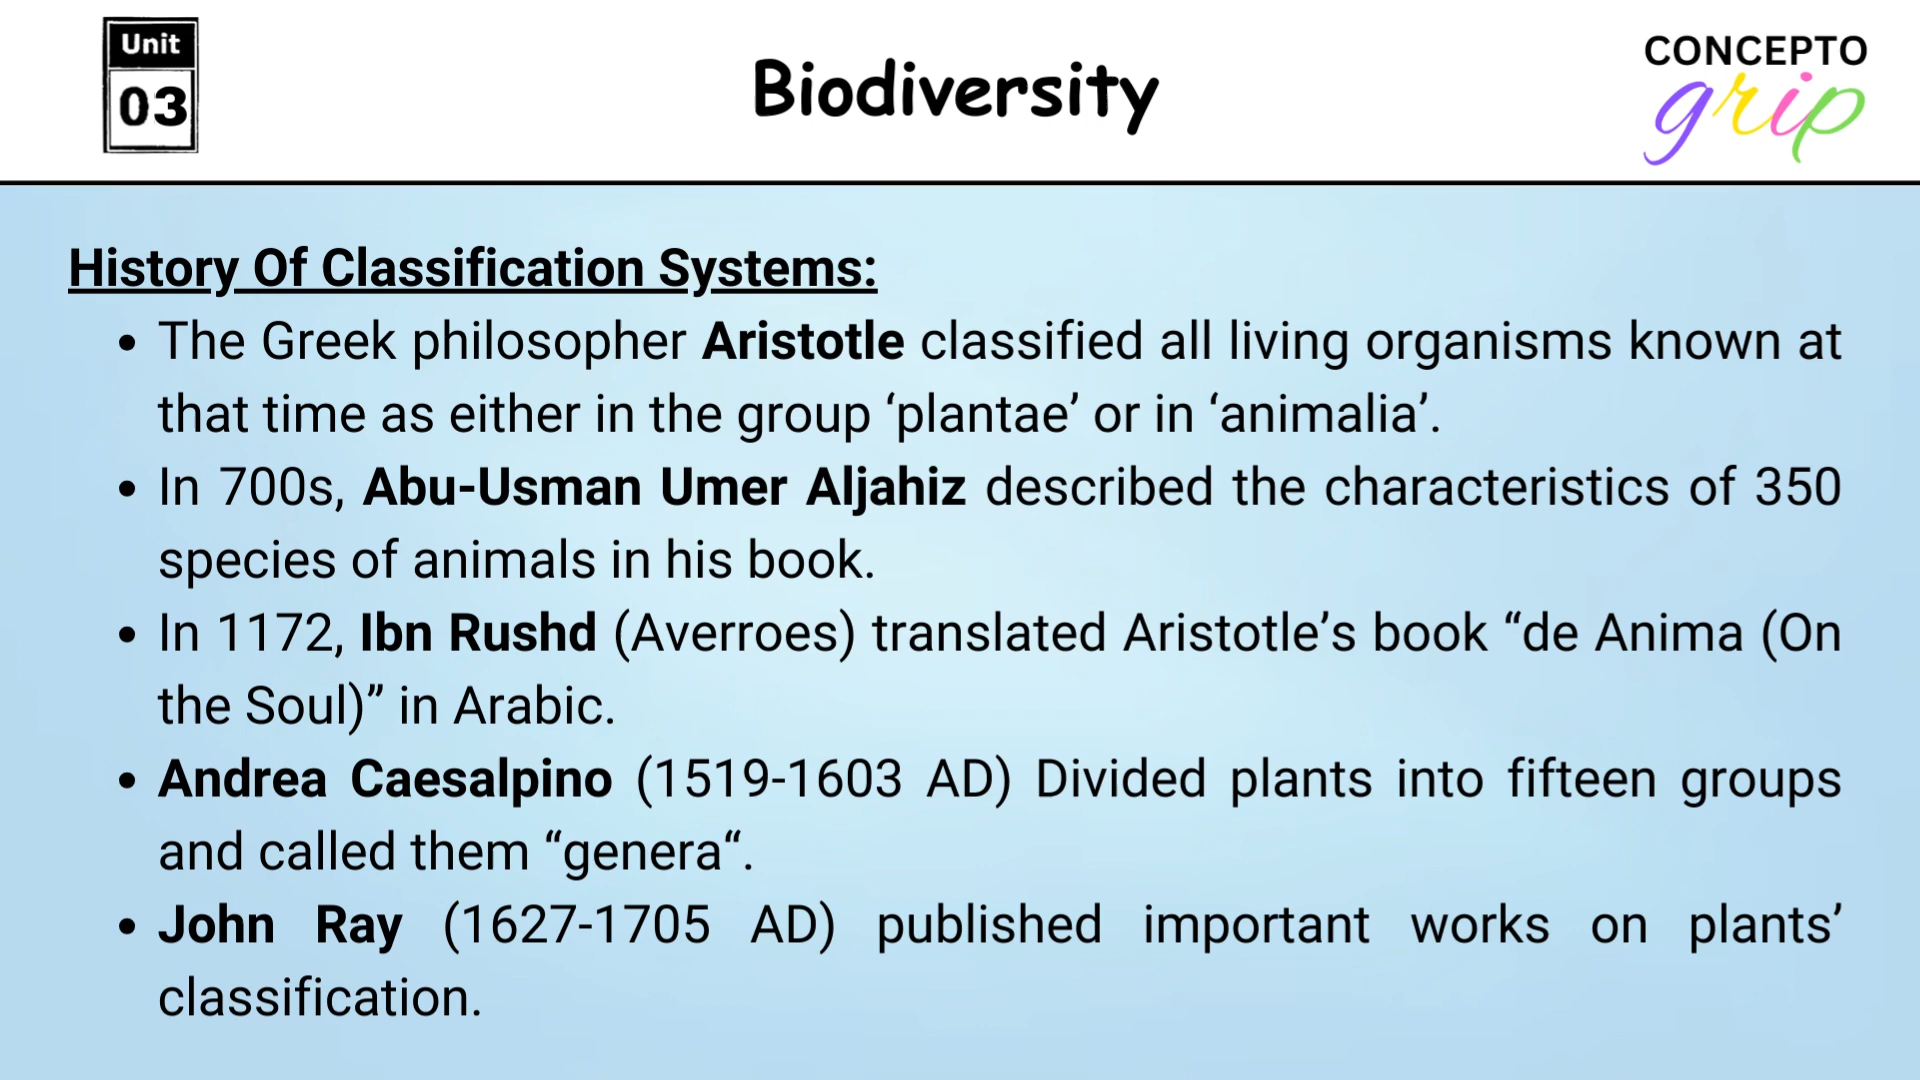 Unit
03
Biodiversity
CONCEPTO
grip
History Of Classification Systems:
• The Greek philosopher Aristotle classified all living organisms known at
that time as either in the group ‘plantae’ or in ‘animalia’.
• In 700s, Abu-Usman Umer Aljahiz described the characteristics of 350
species of animals in his book.
• In 1172, Ibn Rushd (Averroes) translated Aristotle’s book “de Anima (On
the Soul)” in Arabic.
• Andrea Caesalpino (1519-1603 AD) Divided plants into fifteen groups
and called them “genera“.
• John Ray (1627-1705 AD) published important works on plants’
classification.